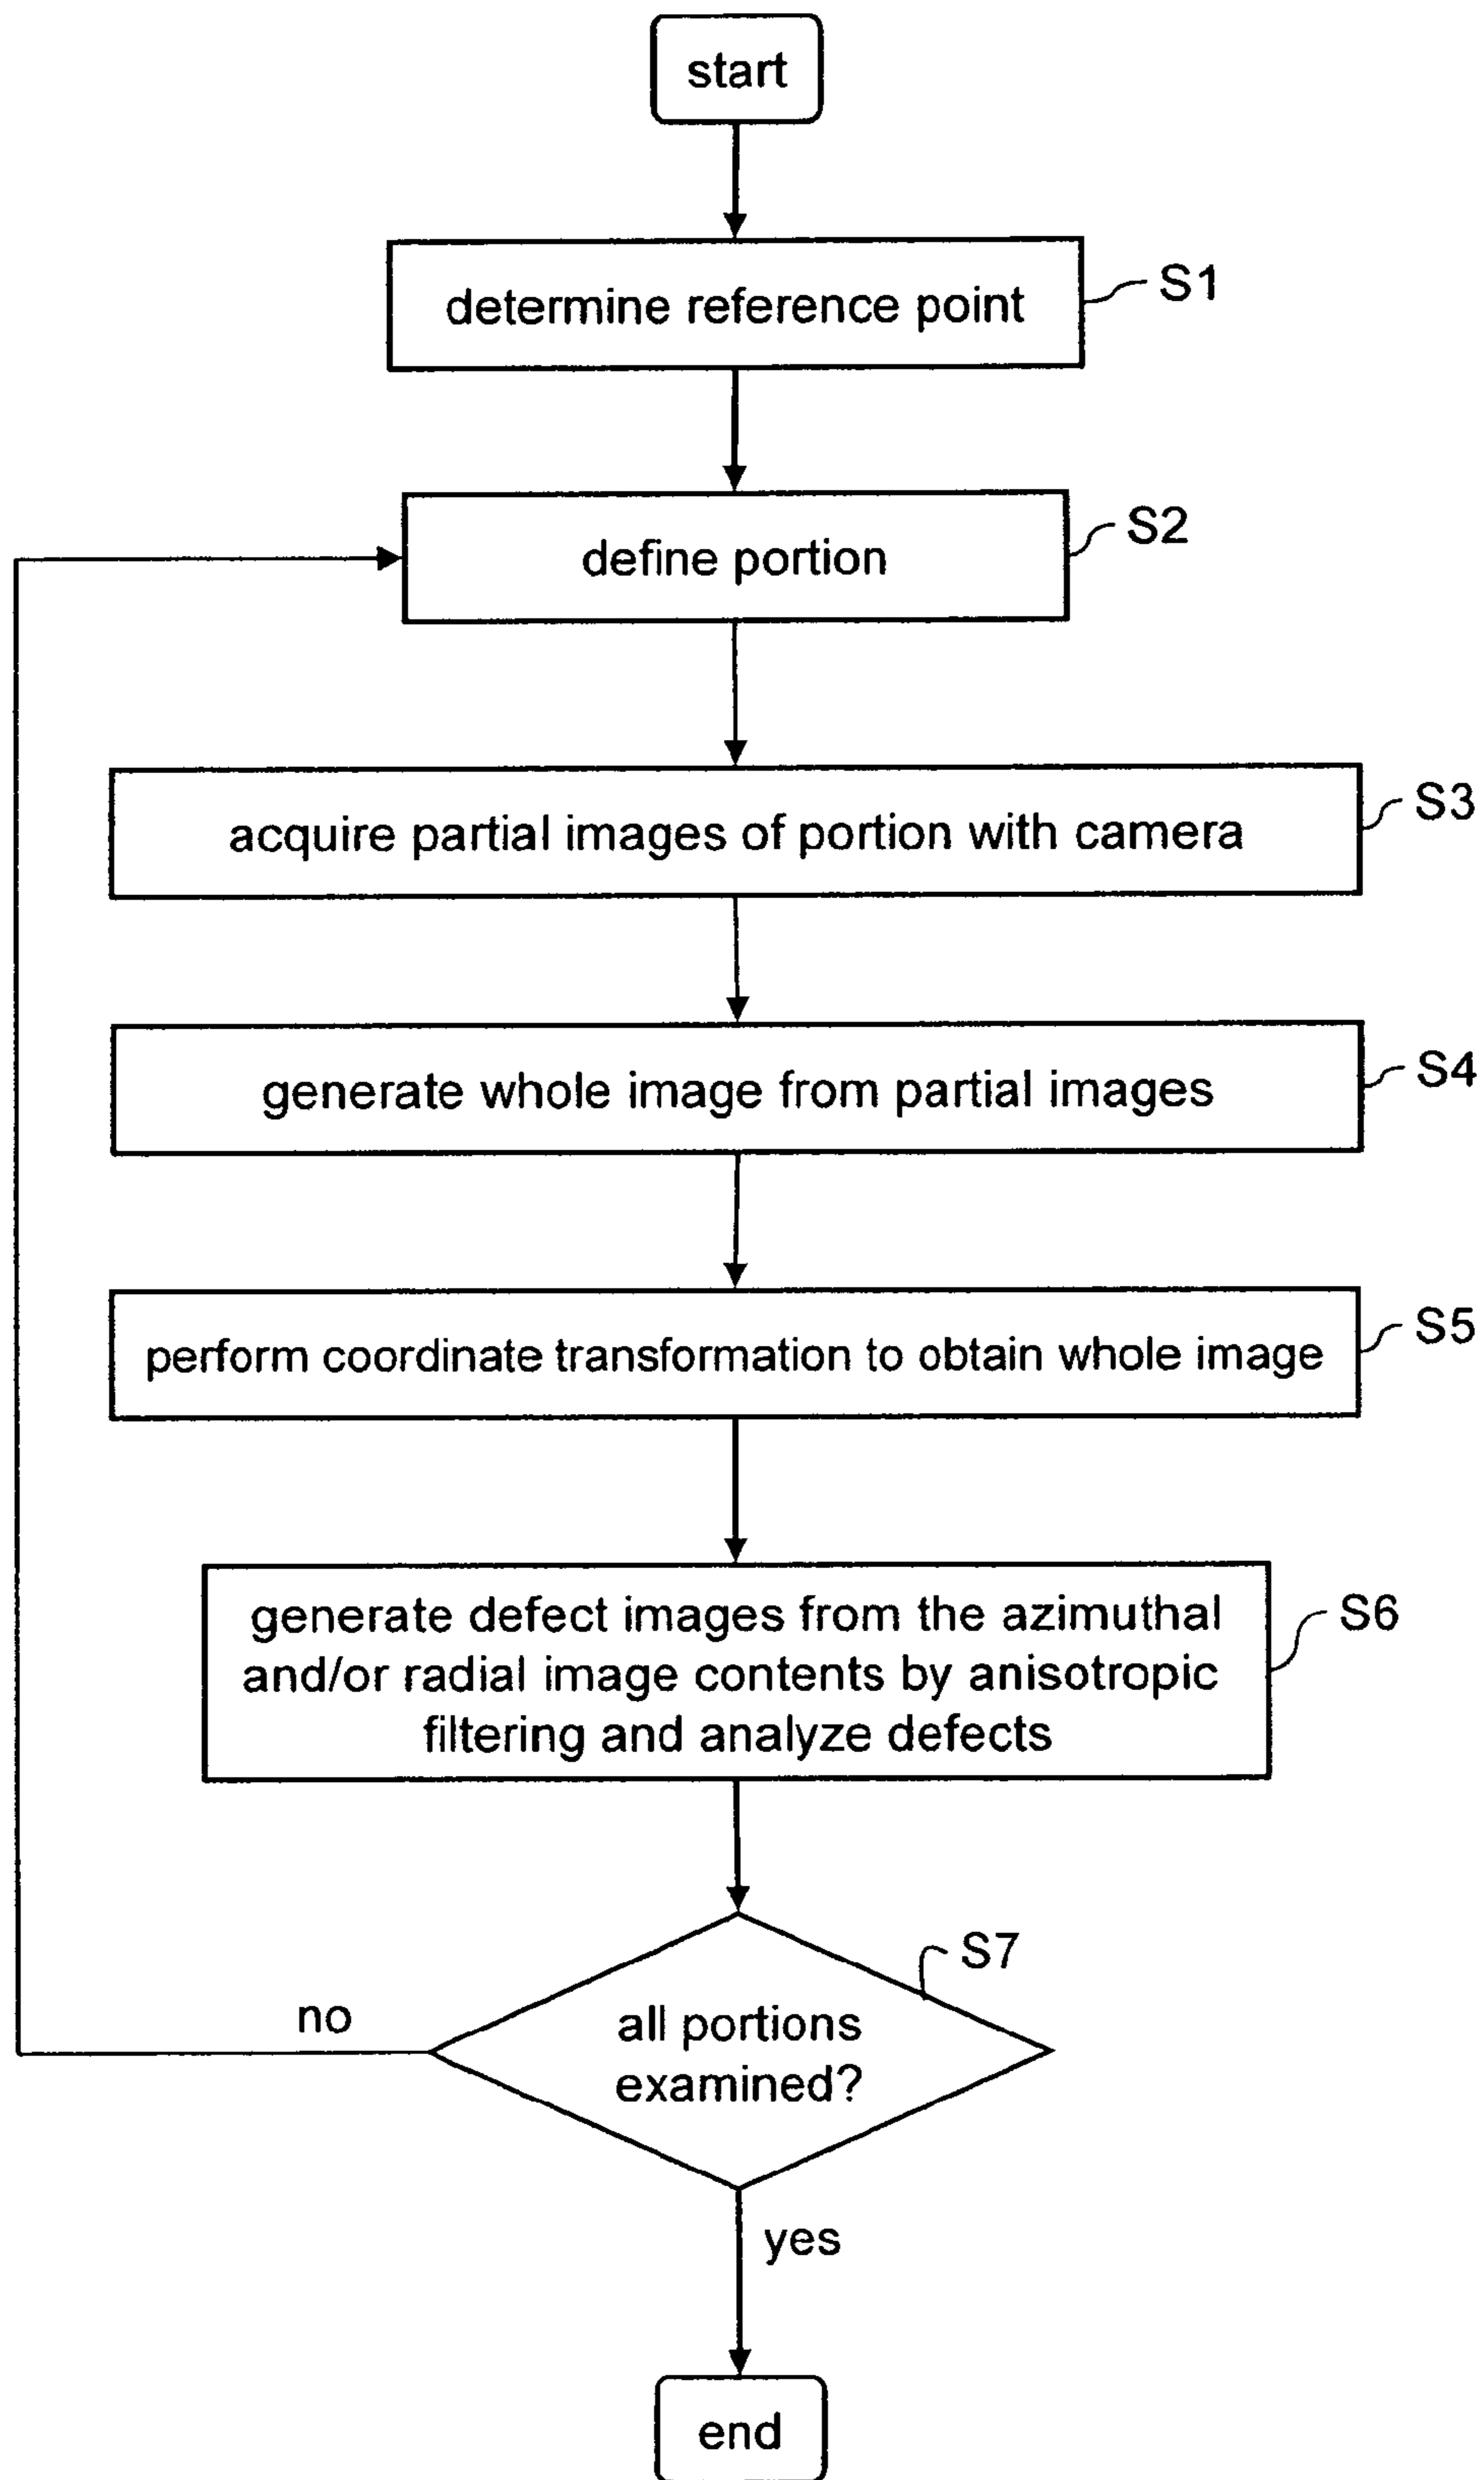 start
determine reference point
S1
define portion
S2
acquire partial images of portion with camera
S3
generate whole image from partial images
S4
perform coordinate transformation to obtain whole image
S5
generate defect images from the azimuthal
and/or radial image contents by anisotropic
filtering and analyze defects
S6
S7
all portions
examined?
no
yes
end